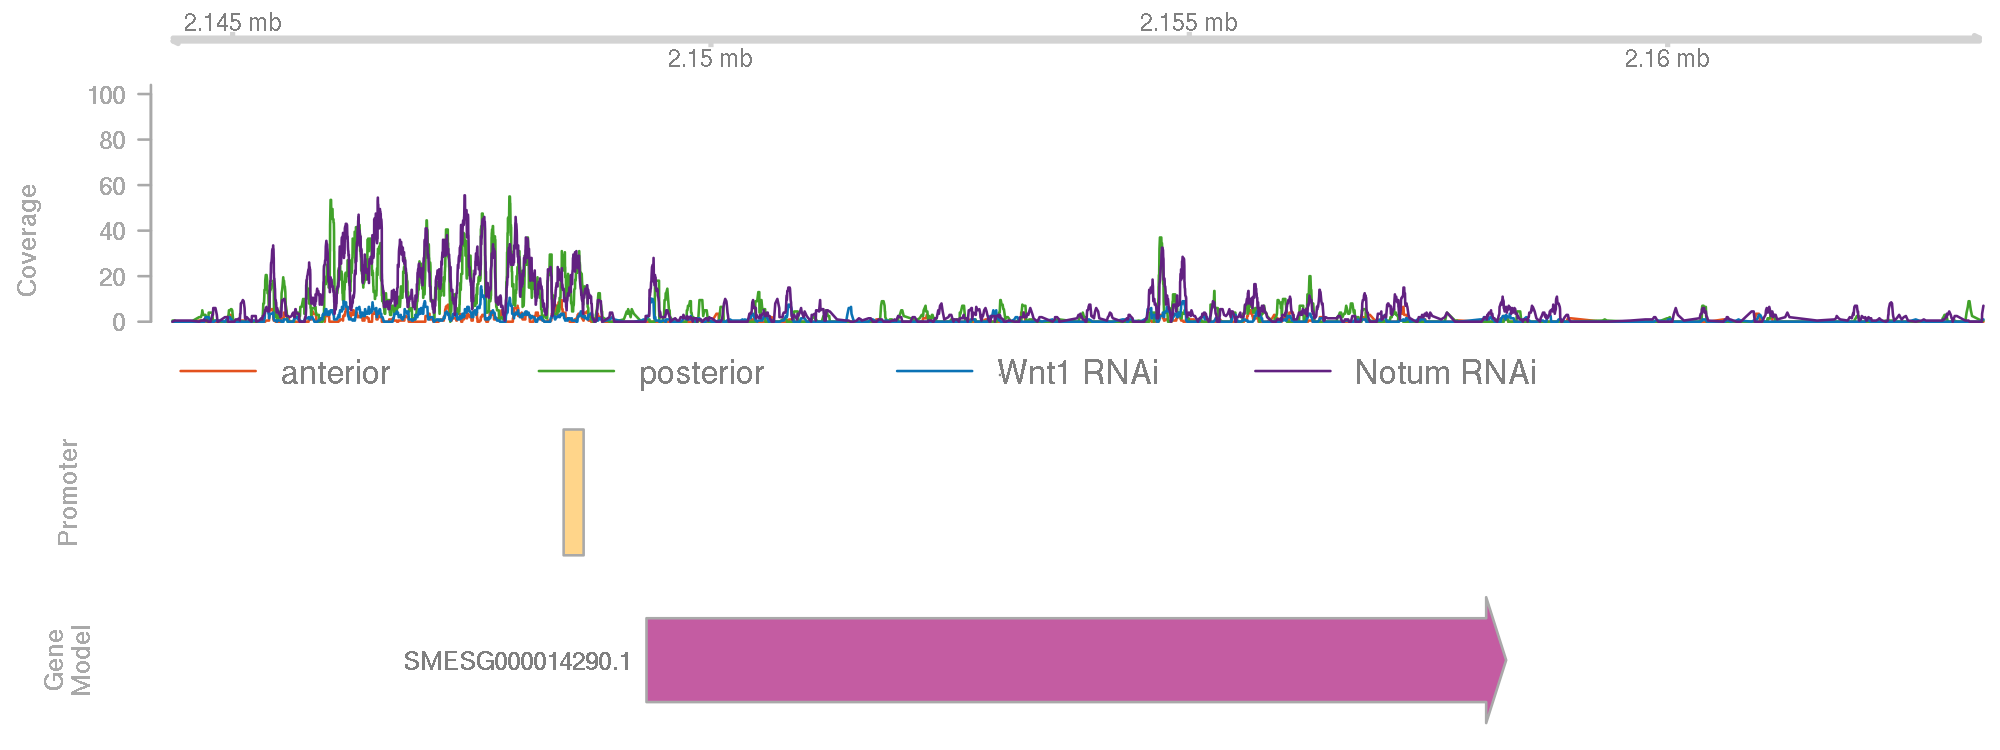 2.145 mb
2.155 mb
2.15 mb
2.16 mb
Coverage
100
80
60
40
20
0
anterior
posterior
Wnt1 RNAi
Notum RNAi
Promoter
Gene
Model
SMESG000014290.1